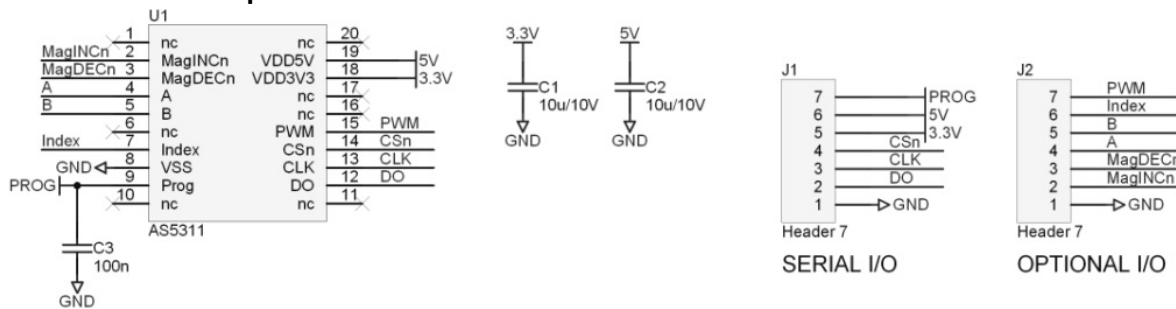 U1
1 nc
2 MagINCn MagINCn
3 MagDECn MagDECn
4 A A
5 B B
6 nc
7 Index Index
8 VSS GND
9 Prog PROG
10 nc
nc 20
VDD5V 19 5V
VDD3V3 18 3.3V
nc 17
nc 16
PWM 15 PWM
CSn 14 CSn
CLK 13 CLK
DO 12 DO
nc 11
AS5311
C3
100n
GND
3.3V
C1
10u/10V
GND
5V
C2
10u/10V
GND
J1
7 PROG
6 5V
5 3.3V
4 CSn
3 CLK
2 DO
1 GND
Header 7
SERIAL I/O
J2
7 PWM
6 Index
5 B
4 A
3 MagDECn
2 MagINCn
1 GND
Header 7
OPTIONAL I/O